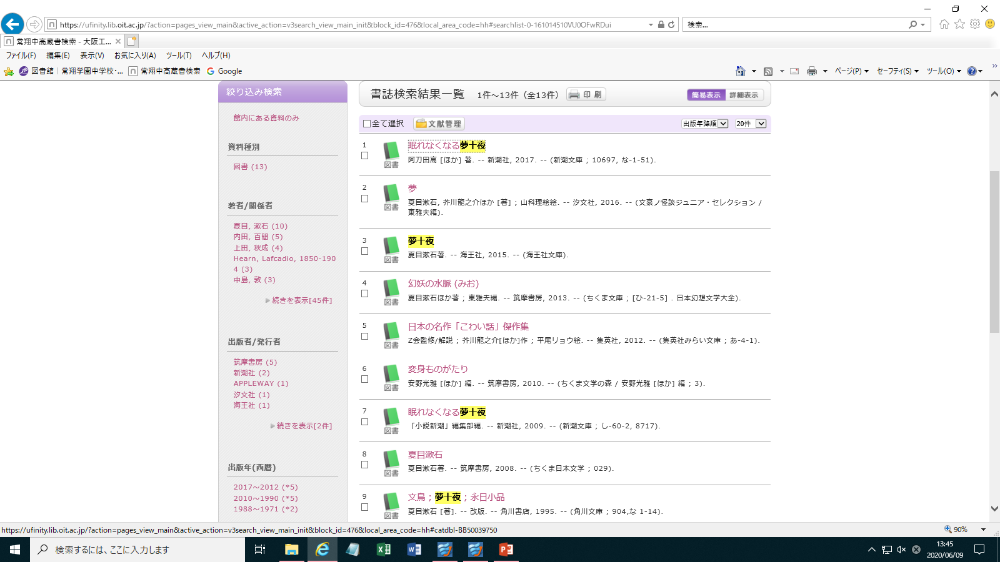 https://ufinity.lib.oit.ac.jp/?action=pages_view_main&active_action=v3search_view_main_init&block_id=476&local_area_code=hh#searchlist-0-161014510VU0OFwRDui
検索...
常翔中高蔵書検索 - 大阪工...
ファイル(F) 編集(E) 表示(V) お気に入り(A) ツール(T) ヘルプ(H)
図書館 | 常翔学園中学校・...
常翔中高蔵書検索
Google
ページ(P) セーフティ(S) ツール(O)
絞り込み検索
館内にある資料のみ
資料種別
図書 (13)
著者/関係者
夏目, 漱石 (10)
内田, 百閒 (5)
上田, 秋成 (4)
Hearn, Lafcadio, 1850-190
4 (3)
中島, 敦 (3)
続きを表示[45件]
出版者/発行者
筑摩書房 (5)
新潮社 (2)
APPLEWAY (1)
汐文社 (1)
海王社 (1)
続きを表示[2件]
出版年(西暦)
2017～2012 (*5)
2010～1990 (*5)
1988～1971 (*2)
書誌検索結果一覧 1件～13件（全13件） 印 刷 簡易表示 詳細表示
全て選択 文献管理 出版年降順 20件
1 眠れなくなる夢十夜
図書 阿刀田高 [ほか] 著. -- 新潮社, 2017. -- (新潮文庫 ; 10697, な-1-51).
2 夢
図書 夏目漱石, 芥川龍之介ほか [著] ; 山科理絵絵. -- 汐文社, 2016. -- (文豪ノ怪談ジュニア・セレクション /
東雅夫編).
3 夢十夜
図書 夏目漱石著. -- 海王社, 2015. -- (海王社文庫).
4 幻妖の水脈 (みお)
図書 夏目漱石ほか著 ; 東雅夫編. -- 筑摩書房, 2013. -- (ちくま文庫 ; [ひ-21-5] . 日本幻想文学大全).
5 日本の名作「こわい話」傑作集
図書 Z会監修/解説 ; 芥川龍之介[ほか]作 ; 平尾リョウ絵. -- 集英社, 2012. -- (集英社みらい文庫 ; あ-4-1).
6 変身ものがたり
図書 安野光雅 [ほか] 編. -- 筑摩書房, 2010. -- (ちくま文学の森 / 安野光雅 [ほか] 編 ; 3).
7 眠れなくなる夢十夜
図書 「小説新潮」編集部編. -- 新潮社, 2009. -- (新潮文庫 ; し-60-2, 8717).
8 夏目漱石
図書 夏目漱石著. -- 筑摩書房, 2008. -- (ちくま日本文学 ; 029).
9 文鳥 ; 夢十夜 ; 永日小品
図書 夏目漱石 [著]. -- 改版. -- 角川書店, 1995. -- (角川文庫 ; 904,な 1-14).
https://ufinity.lib.oit.ac.jp/?action=pages_view_main&active_action=v3search_view_main_init&block_id=476&local_area_code=hh#catdbl-BB50039750
90%
検索するには、ここに入力します
13:45
2020/06/09